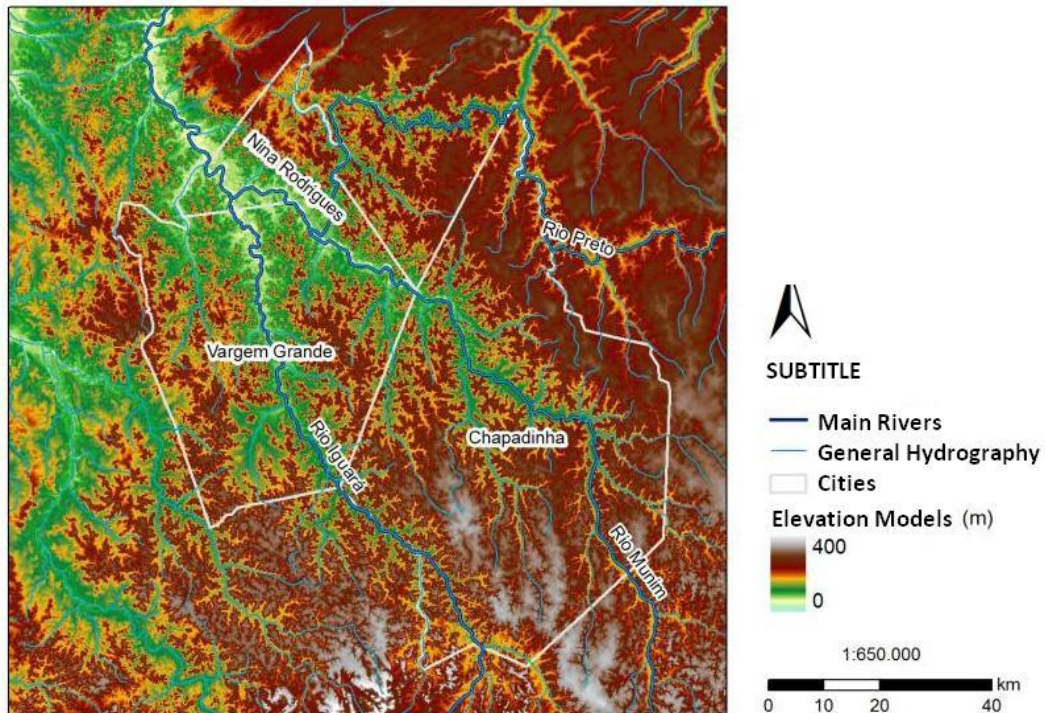 Nina Rodrigues
Rio Preto
Vargem Grande
Rio Iguará
Chapadinha
Rio Munim
SUBTITLE
Main Rivers
General Hydrography
Cities
Elevation Models (m)
400
0
1:650.000
km
0 10 20 40